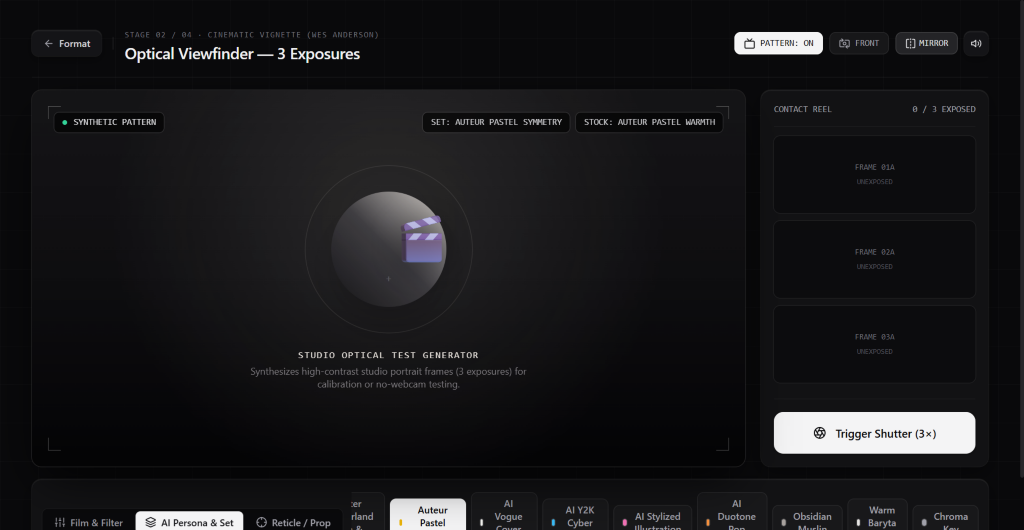 Format
STAGE 02 / 04 · CINEMATIC VIGNETTE (WES ANDERSON)
Optical Viewfinder — 3 Exposures
PATTERN: ON
FRONT
MIRROR
SYNTHETIC PATTERN
SET: AUTEUR PASTEL SYMMETRY
STOCK: AUTEUR PASTEL WARMTH
STUDIO OPTICAL TEST GENERATOR
Synthesizes high-contrast studio portrait frames (3 exposures) for
calibration or no-webcam testing.
CONTACT REEL
0 / 3 EXPOSED
FRAME 01A
UNEXPOSED
FRAME 02A
UNEXPOSED
FRAME 03A
UNEXPOSED
Trigger Shutter (3×)
Film & Filter
AI Persona & Set
Reticle / Prop
Auteur
Pastel
AI
Vogue
Cover
AI Y2K
Cyber
AI Stylized
Illustration
AI
Duotone
Pop
Obsidian
Muslin
Warm
Baryta
Chroma
Key